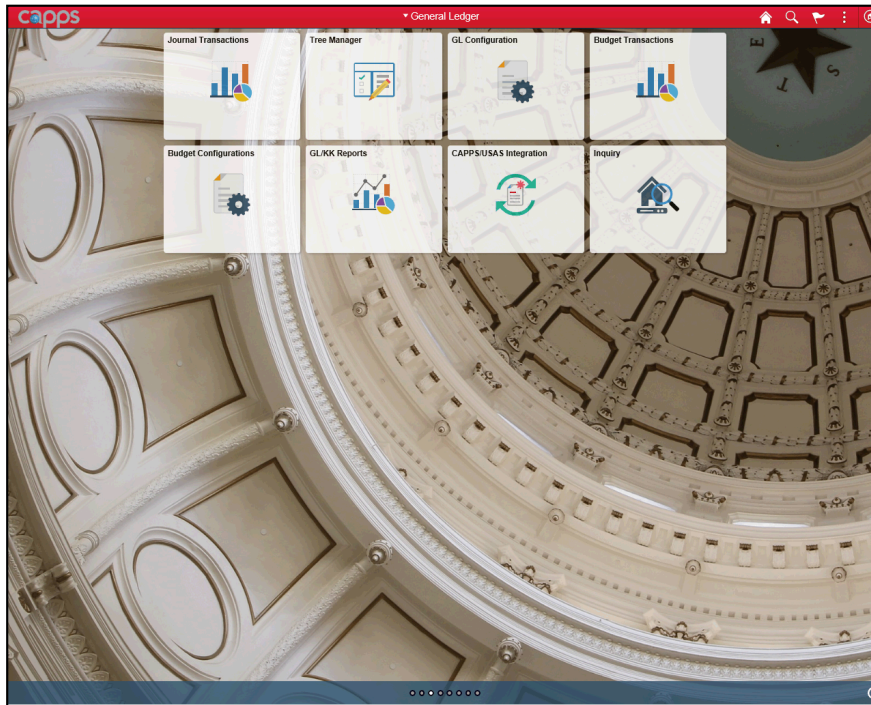 capps
General Ledger
Journal Transactions
Tree Manager
GL Configuration
Budget Transactions
Budget Configurations
GL/KK Reports
CAPPS/USAS Integration
Inquiry
E
T
S